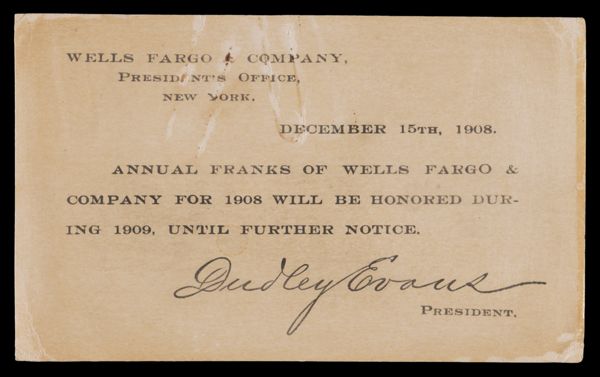 WELLS FARGO & COMPANY,
PRESIDENT'S OFFICE,
NEW YORK.
DECEMBER 15TH, 1908.
ANNUAL FRANKS OF WELLS FARGO &
COMPANY FOR 1908 WILL BE HONORED DUR-
ING 1909, UNTIL FURTHER NOTICE.
Dudley Evans
PRESIDENT.